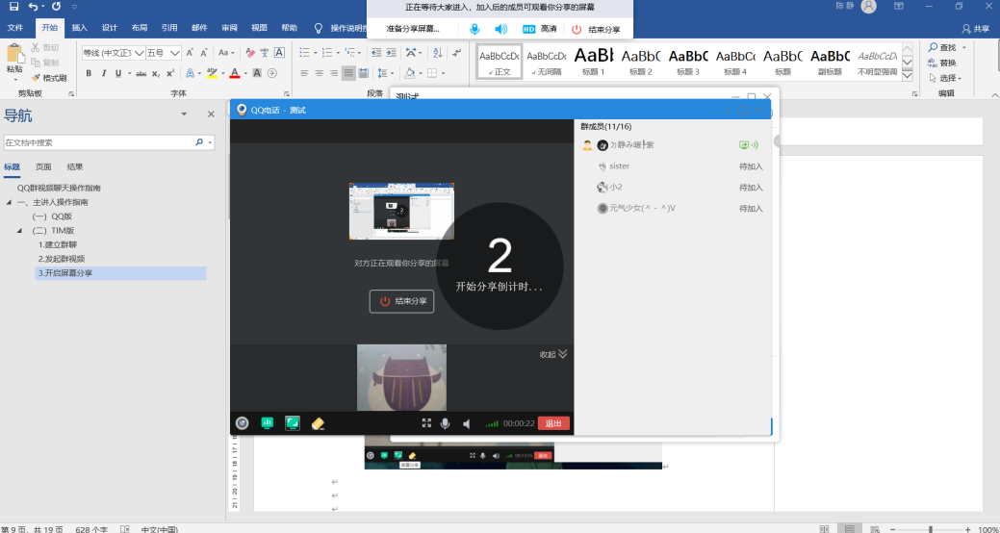 正在等待大家进入，加入后的成员可观看你分享的屏幕
陈 静
文件 开始 插入 设计 布局 引用 邮件 审阅 视图 帮助 操作说明搜
准备分享屏幕... HD 高清 结束分享
共享
粘贴
剪切
复制
格式刷
剪贴板
等线 (中文正3 五号
字体
段落
AaBbCcDc 正文
AaBbCcDc 无间隔
AaBl 标题 1
AaBbC 标题 2
AaBbC 标题 3
AaBbCc 标题 4
AaBbC 标题
AaBbC 副标题
AaBbCcD 不明显强调
查找
替换
选择
编辑
导航
在文档中搜索
标题 页面 结果
QQ群视频聊天操作指南
一、主讲人操作指南
(一) QQ版
(二) TIM版
1.建立群聊
2.发起群视频
3.开启屏幕分享
测试
QQ电话 - 测试
群成员(11/16)
sister 待加入
小2 待加入
元气少女(＾－＾)V 待加入
对方正在观看你分享的屏幕
结束分享
2
开始分享倒计时...
收起
00:00:22 退出
屏幕分享
第 9 页，共 19 页 628 个字 中文(中国)
100%